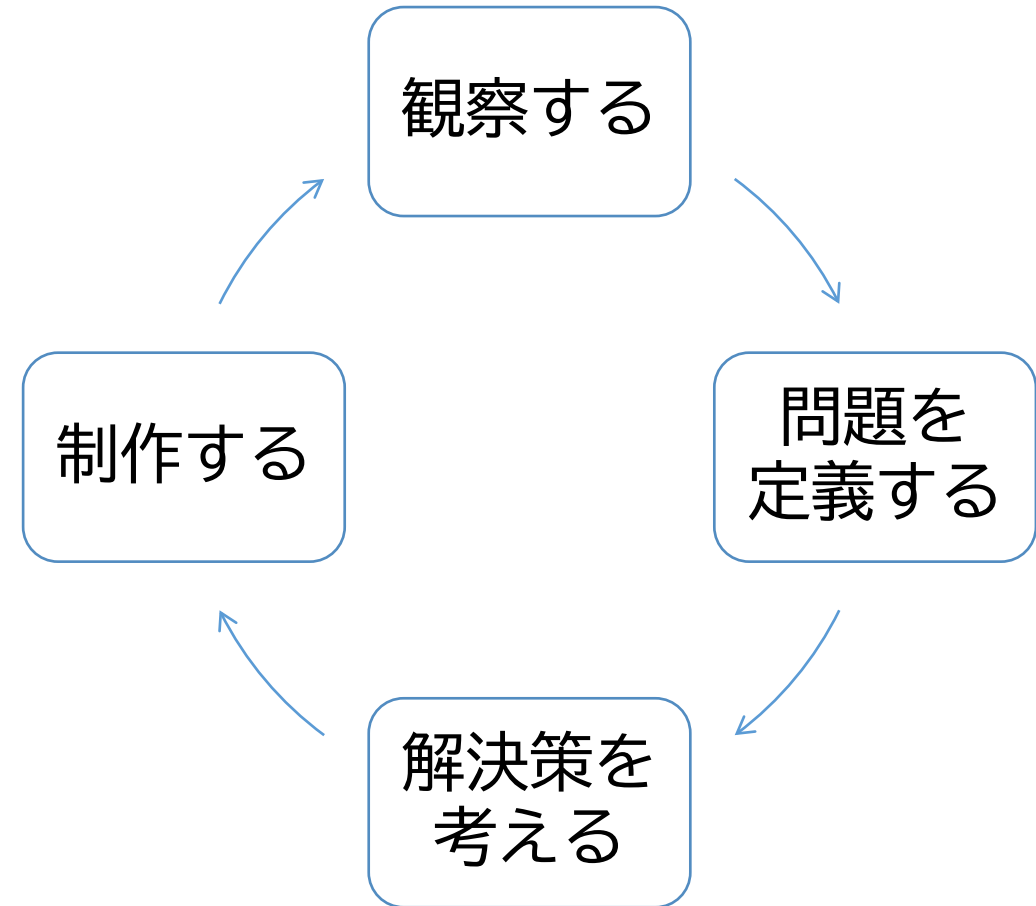 観察する
問題を
定義する
解決策を
考える
制作する